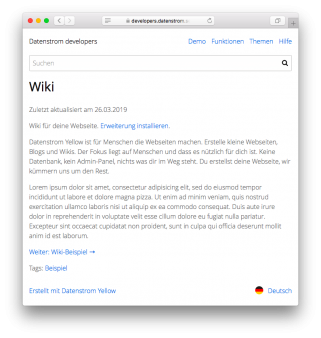 developers.datenstrom.
Datenstrom developers
Demo Funktionen Themen Hilfe
Suchen
Wiki
Zuletzt aktualisiert am 26.03.2019
Wiki für deine Webseite. Erweiterung installieren.
Datenstrom Yellow ist für Menschen die Webseiten machen. Erstelle kleine Webseiten,
Blogs und Wikis. Der Fokus liegt auf Menschen und dass es nützlich für dich ist. Keine
Datenbank, kein Admin-Panel, nichts was dir im Weg steht. Du erstellst deine Webseite, wir
kümmern uns um den Rest.
Lorem ipsum dolor sit amet, consectetur adipisicing elit, sed do eiusmod tempor
incididunt ut labore et dolore magna pizza. Ut enim ad minim veniam, quis nostrud
exercitation ullamco laboris nisi ut aliquip ex ea commodo consequat. Duis aute irure
dolor in reprehenderit in voluptate velit esse cillum dolore eu fugiat nulla pariatur.
Excepteur sint occaecat cupidatat non proident, sunt in culpa qui officia deserunt mollit
anim id est laborum.
Weiter: Wiki-Beispiel →
Tags: Beispiel
Erstellt mit Datenstrom Yellow
Deutsch